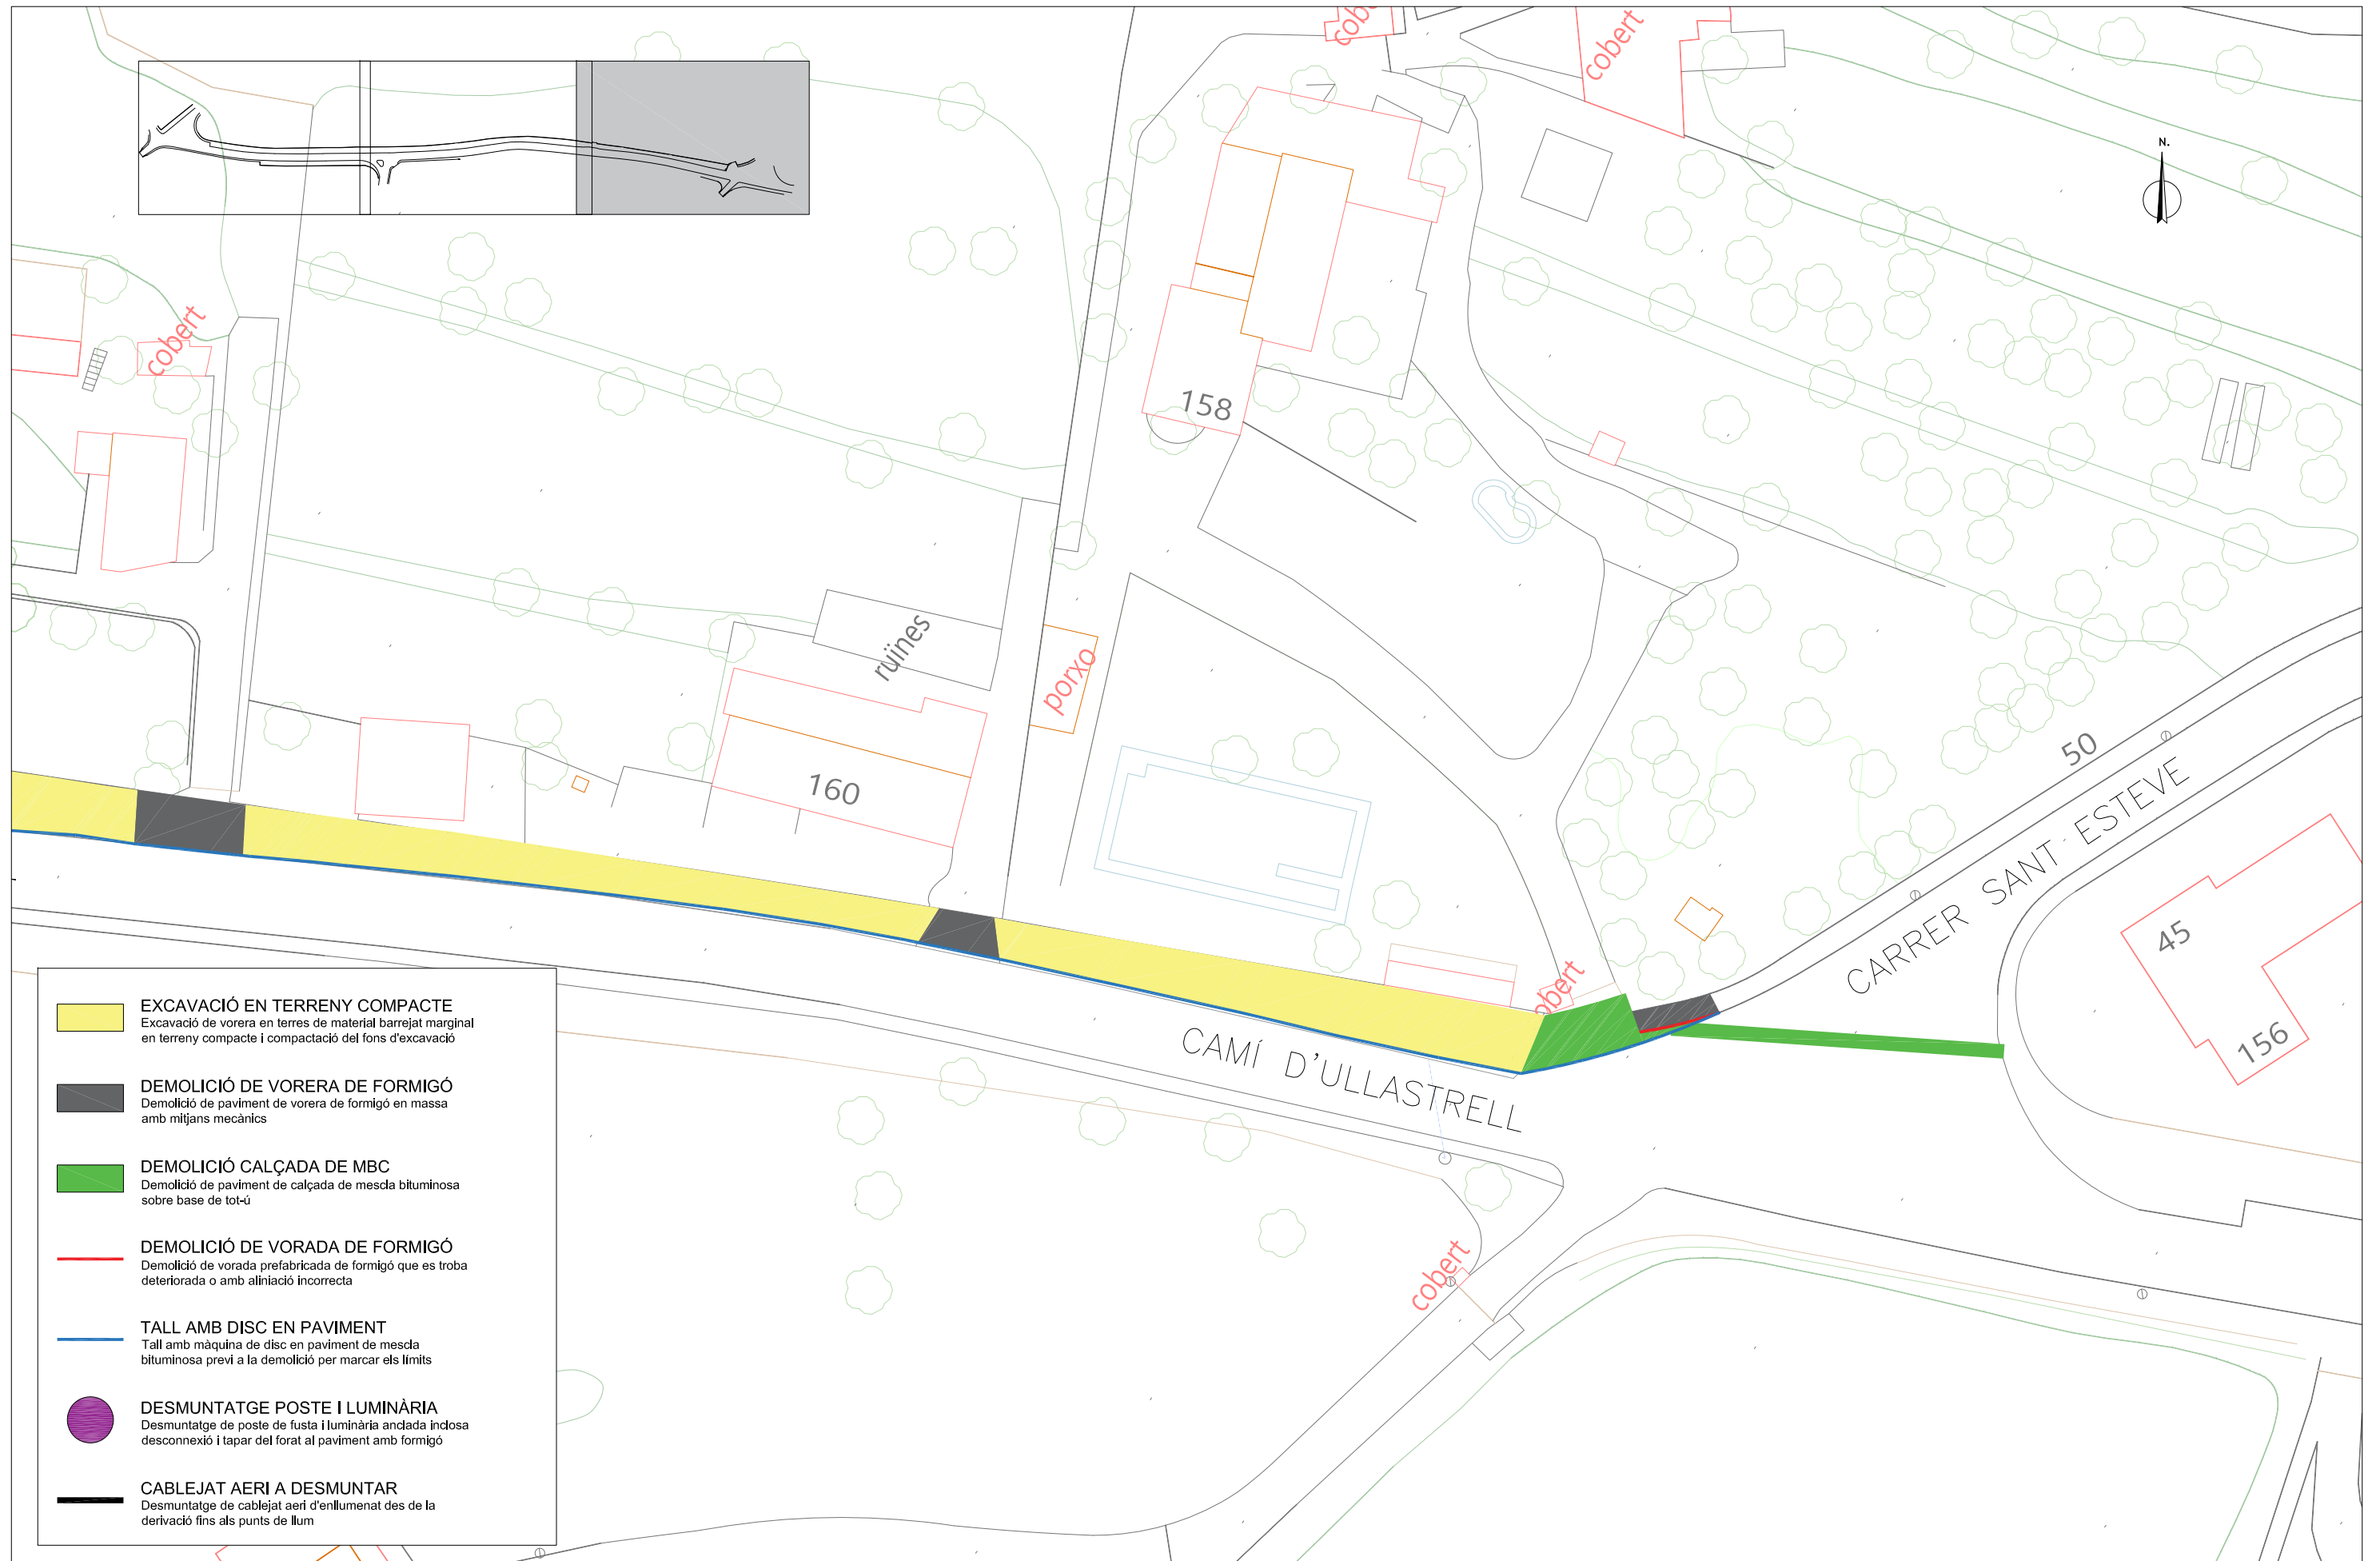 cobert
cobert
N.
cobert
158
rüines
porxo
160
50
CARRER SANT ESTEVE
45
156
cobert
CAMÍ D'ULLASTRELL
cobert
EXCAVACIÓ EN TERRENY COMPACTE
Excavació de vorera en terres de material barrejat marginal
en terreny compacte i compactació del fons d'excavació
DEMOLICIÓ DE VORERA DE FORMIGÓ
Demolició de paviment de vorera de formigó en massa
amb mitjans mecànics
DEMOLICIÓ CALÇADA DE MBC
Demolició de paviment de calçada de mescla bituminosa
sobre base de tot-ú
DEMOLICIÓ DE VORADA DE FORMIGÓ
Demolició de vorada prefabricada de formigó que es troba
deteriorada o amb aliniació incorrecta
TALL AMB DISC EN PAVIMENT
Tall amb màquina de disc en paviment de mescla
bituminosa previ a la demolició per marcar els límits
DESMUNTATGE POSTE I LUMINÀRIA
Desmuntatge de poste de fusta i luminària anclada inclosa
desconnexió i tapar del forat al paviment amb formigó
CABLEJAT AERI A DESMUNTAR
Desmuntatge de cablejat aeri d'enllumenat des de la
derivació fins als punts de llum